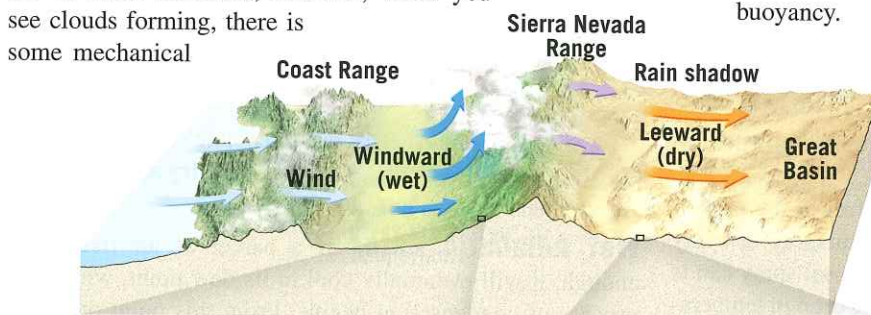 see clouds forming, there is
some mechanical
buoyancy.
Sierra Nevada
Range
Coast Range
Rain shadow
Windward
(wet)
Wind
Leeward
(dry)
Great
Basin